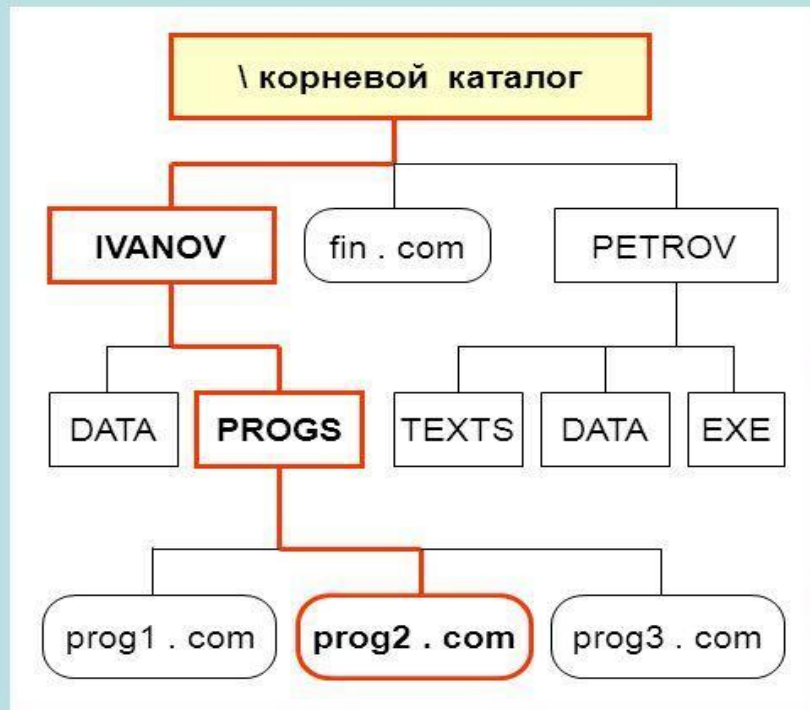 \ корневой каталог
IVANOV
fin . com
PETROV
DATA
PROGS
TEXTS
DATA
EXE
prog1 . com
prog2 . com
prog3 . com